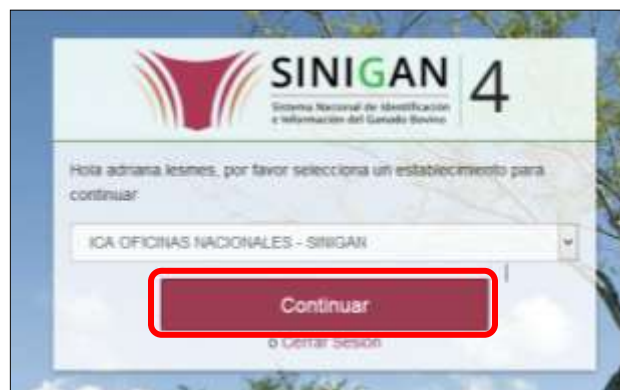 SINIGAN 4
Sistema Nacional de Identificación
e Información del Ganado Bovino
Hola adriana lesmes, por favor selecciona un establecimiento para
continuar
ICA OFICINAS NACIONALES - SINIGAN
Continuar
o Cerrar Sesión